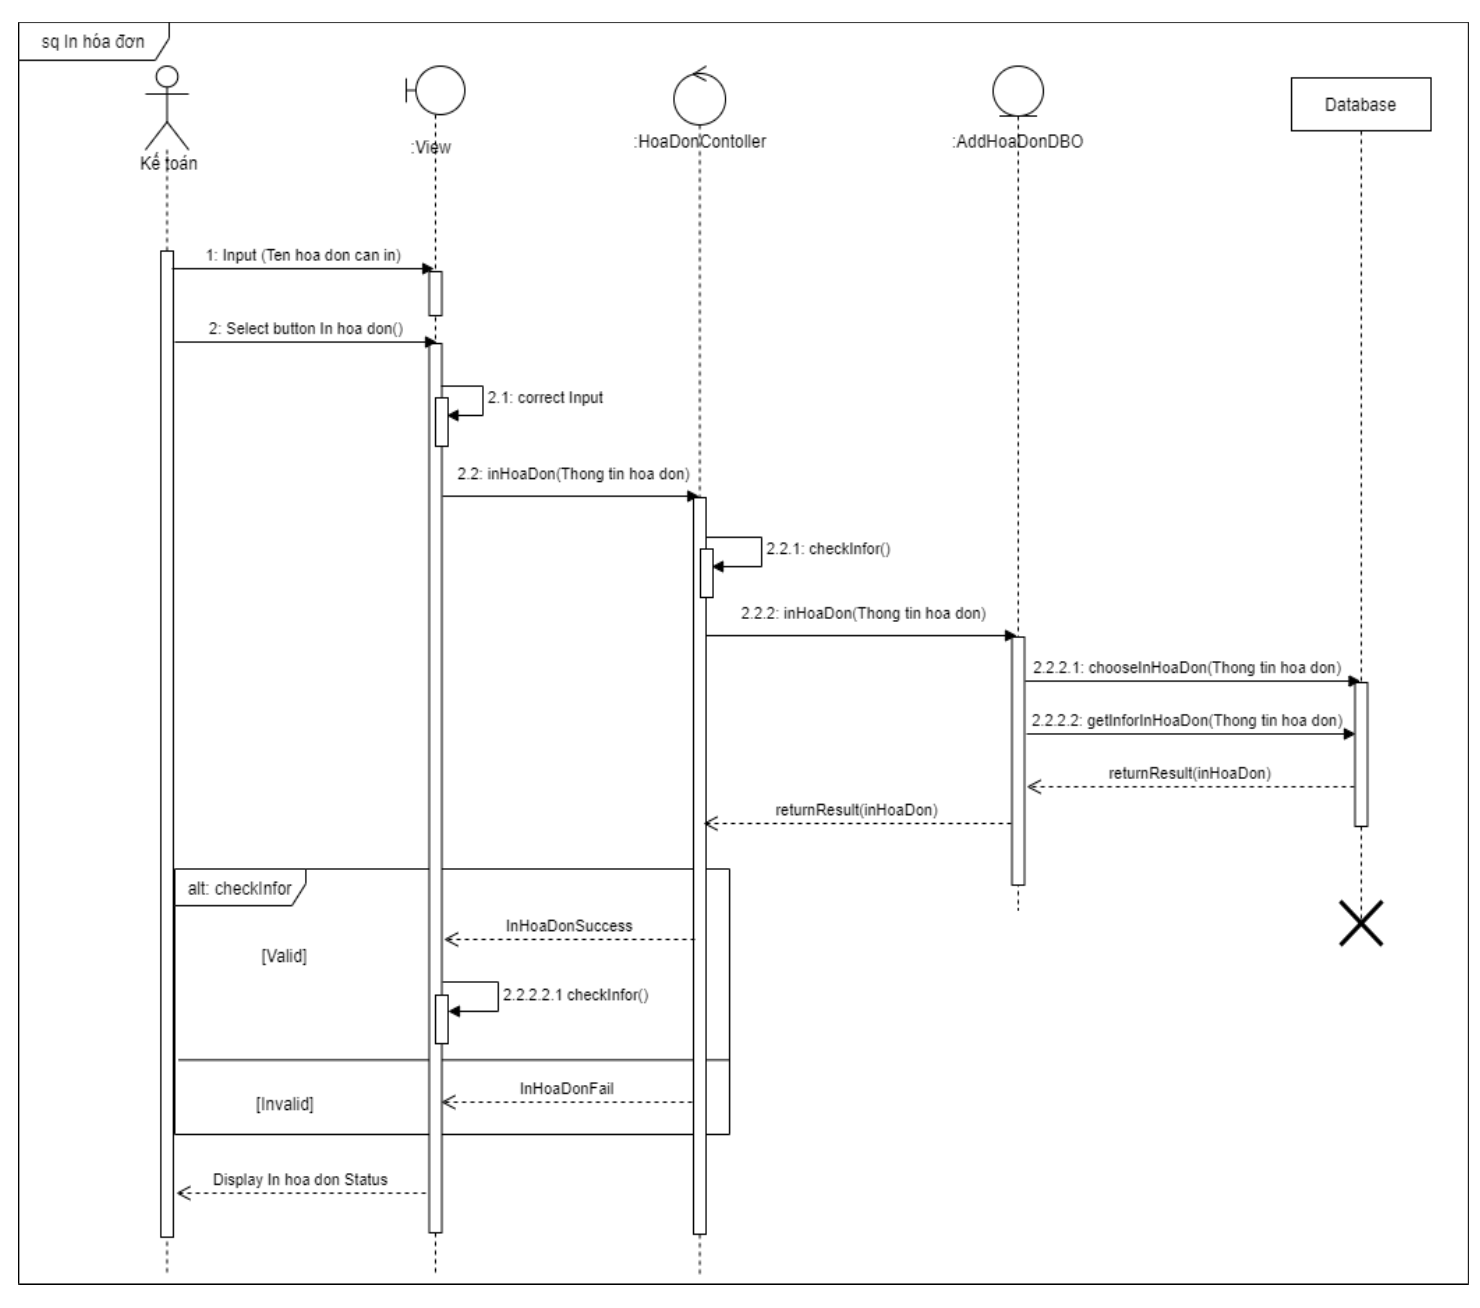 sq In hóa đơn
Kế toán
:View
:HoaDonContoller
:AddHoaDonDBO
Database
1: Input (Ten hoa don can in)
2: Select button In hoa don()
2.1: correct Input
2.2: inHoaDon(Thong tin hoa don)
2.2.1: checkInfor()
2.2.2: inHoaDon(Thong tin hoa don)
2.2.2.1: chooseInHoaDon(Thong tin hoa don)
2.2.2.2: getInforInHoaDon(Thong tin hoa don)
returnResult(inHoaDon)
returnResult(inHoaDon)
alt: checkInfor
InHoaDonSuccess
[Valid]
2.2.2.2.1 checkInfor()
InHoaDonFail
[Invalid]
Display In hoa don Status